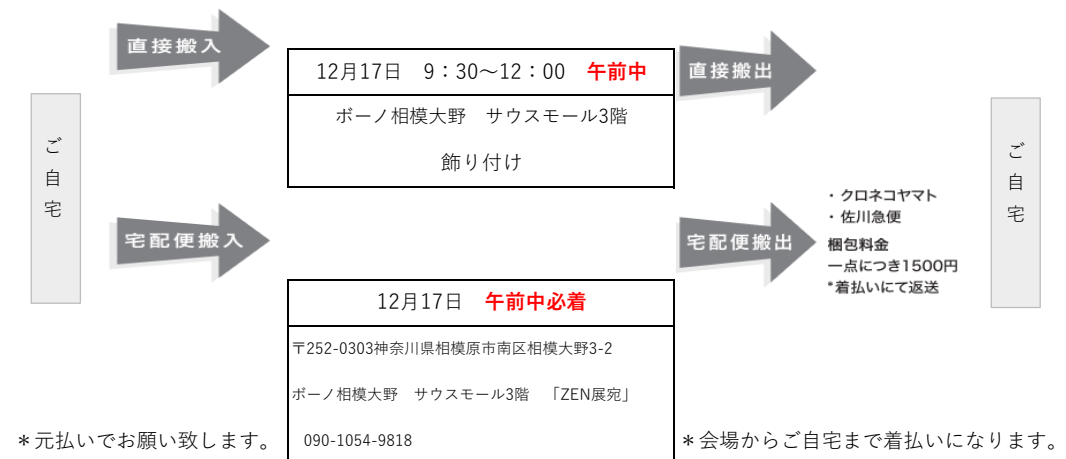 直接搬入
12月17日　9：30～12：00　午前中
直接搬出
ボーノ相模大野　サウスモール3階
飾り付け
ご自宅
ご自宅
宅配便搬入
宅配便搬出
・クロネコヤマト
・佐川急便
梱包料金
一点につき1500円
*着払いにて返送
12月17日　午前中必着
〒252-0303神奈川県相模原市南区相模大野3-2
ボーノ相模大野　サウスモール3階　「ZEN展宛」
090-1054-9818
＊元払いでお願い致します。
＊会場からご自宅まで着払いになります。